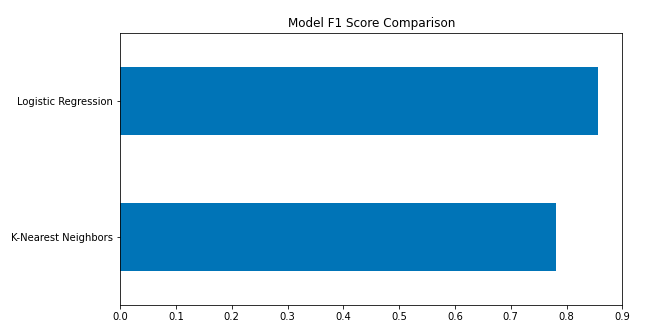 Model F1 Score Comparison
Logistic Regression
K-Nearest Neighbors
0.0 0.1 0.2 0.3 0.4 0.5 0.6 0.7 0.8 0.9